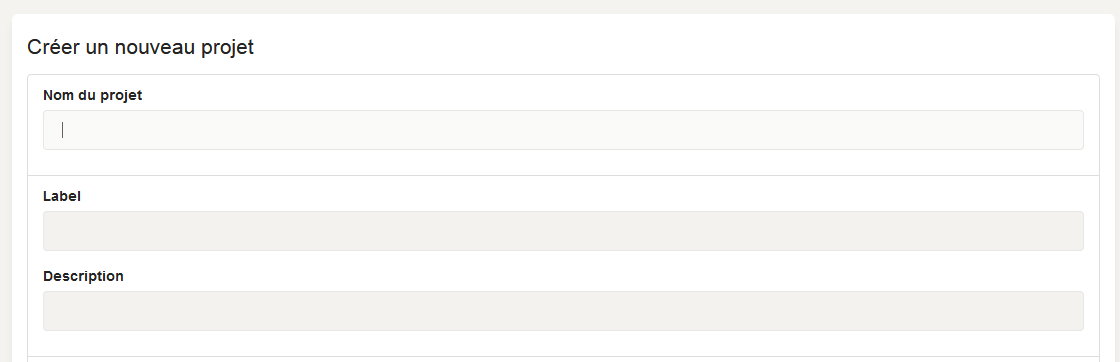 Créer un nouveau projet
Nom du projet
Label
Description